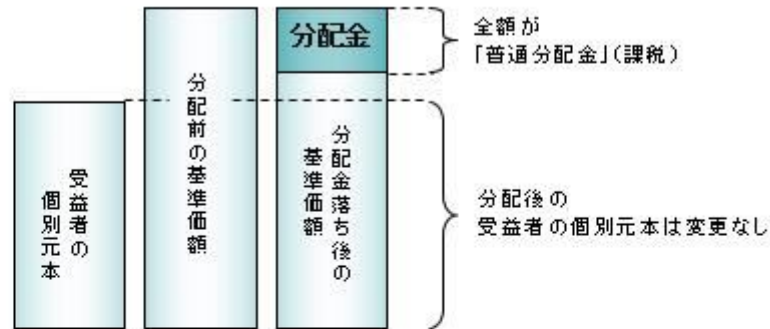 分配金
全額が
「普通分配金」(課税)
受益者の
個別元本
分配前の基準価額
分配金落ち後の
基準価額
分配後の
受益者の個別元本は変更なし